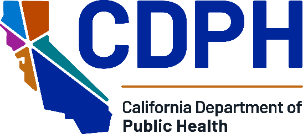 CDPH
California Department of
Public Health